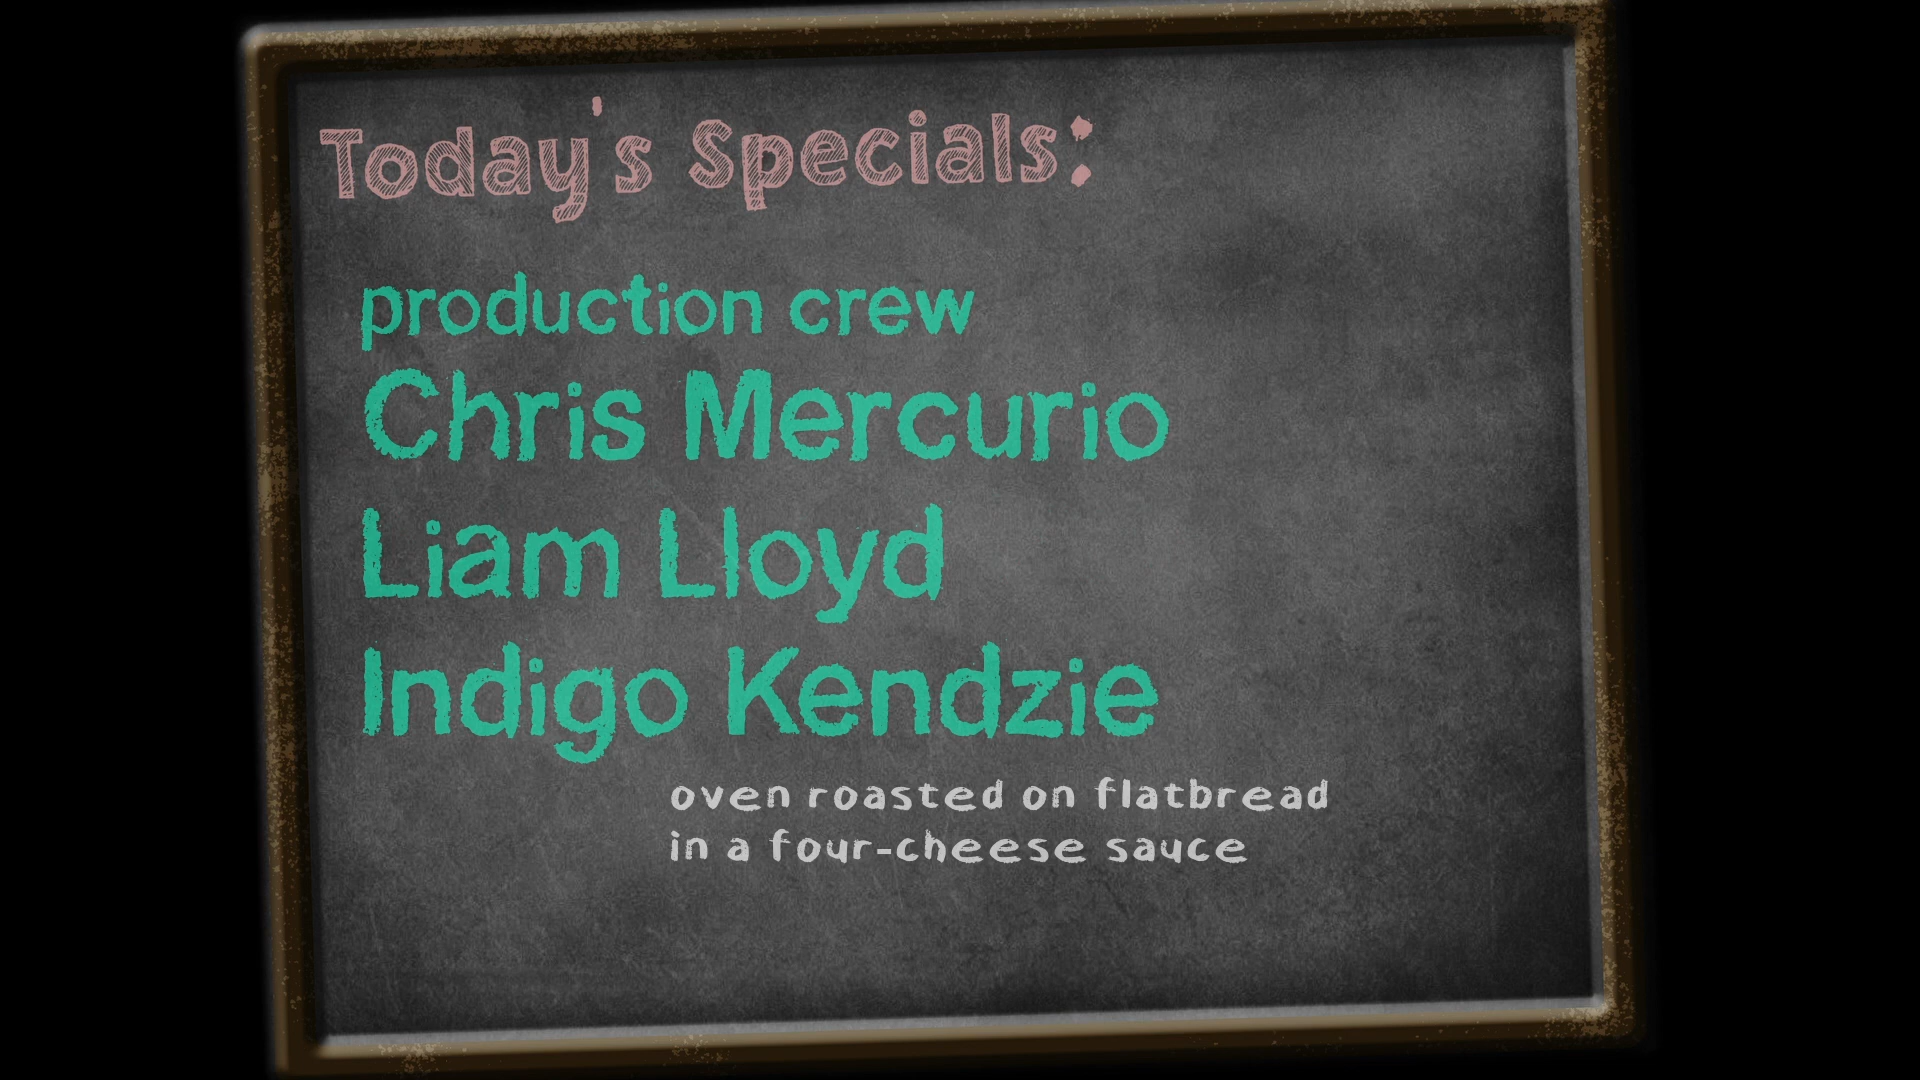 Today's Specials:
production crew
Chris Mercurio
Liam Lloyd
Indigo Kendzie
oven roasted on flatbread
in a four-cheese sauce